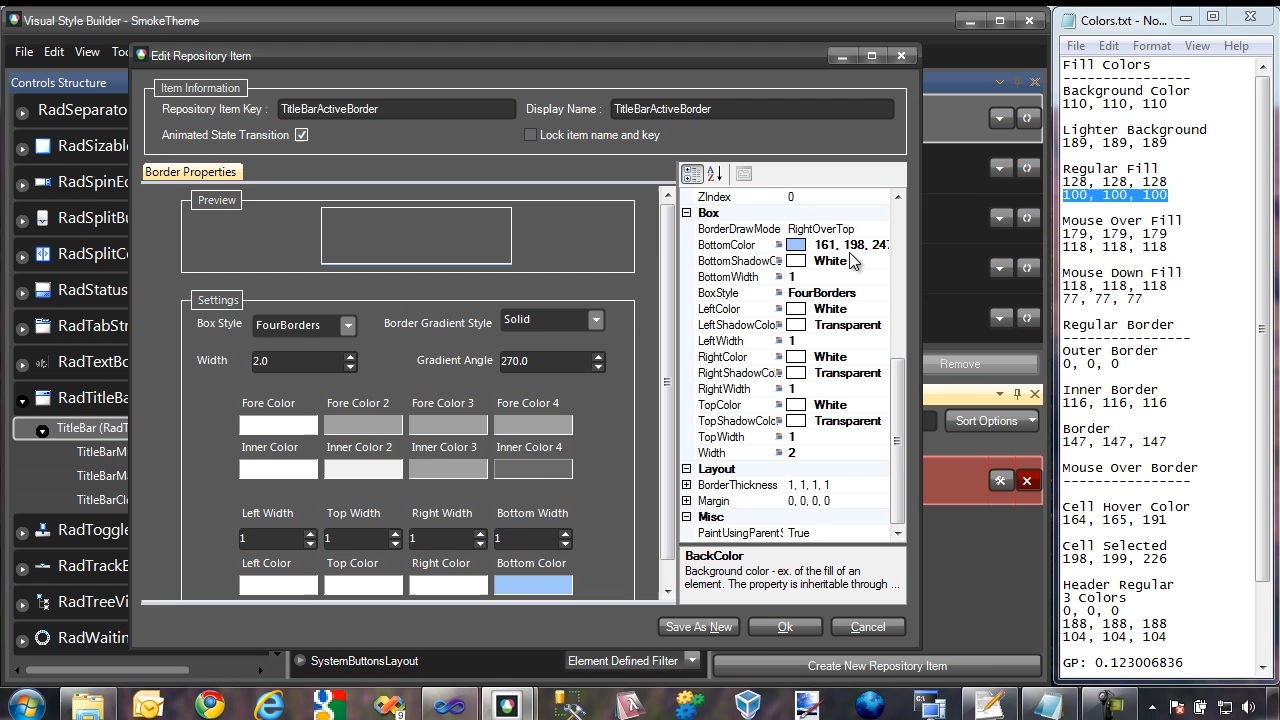 Visual Style Builder - SmokeTheme
File Edit View
Controls Structure
RadTextBo
RadTitleBa
TitleBar (RadT
TitleBarM
TitleBarM
TitleBarClo
RadToggle
RadTrackB
RadTreeVi
RadWaitin
RadSeparato
RadSizabl
RadSpinEd
RadSplitBu
RadSplitCo
RadStatus
RadTabStr
Edit Repository Item
Item Information
Repository Item Key : TitleBarActiveBorder Display Name : TitleBarActiveBorder
Animated State Transition Lock item name and key
Border Properties
Preview
Settings
Box Style FourBorders Border Gradient Style Solid
Width 2.0 Gradient Angle 270.0
Fore Color Fore Color 2 Fore Color 3 Fore Color 4
Inner Color Inner Color 2 Inner Color 3 Inner Color 4
Left Width Top Width Right Width Bottom Width
1 1 1 1
Left Color Top Color Right Color Bottom Color
ZIndex 0
Box
BorderDrawMode RightOverTop
BottomColor 161, 198, 247
BottomShadowC White
BottomWidth 1
BoxStyle FourBorders
LeftColor White
LeftShadowColo Transparent
LeftWidth 1
RightColor White
RightShadowCo Transparent
RightWidth 1
TopColor White
TopShadowColo Transparent
TopWidth 1
Width 2
Layout
BorderThickness 1, 1, 1, 1
Margin 0, 0, 0, 0
Misc
PaintUsingParentS True
BackColor
Background color - ex. of the fill of an
element. The property is inheritable through ...
Save As New Ok Cancel
SystemButtonsLayout Element Defined Filter
Remove
Sort Options
Create New Repository Item
Colors.txt - No...
File Edit Format View Help
Fill Colors
----------------
Background Color
110, 110, 110
Lighter Background
189, 189, 189
Regular Fill
128, 128, 128
100, 100, 100
Mouse Over Fill
179, 179, 179
118, 118, 118
Mouse Down Fill
118, 118, 118
77, 77, 77
Regular Border
----------------
Outer Border
0, 0, 0
Inner Border
116, 116, 116
Border
147, 147, 147
Mouse Over Border
----------------
Cell Hover Color
164, 165, 191
Cell Selected
198, 199, 226
Header Regular
3 Colors
0, 0, 0
188, 188, 188
104, 104, 104
GP: 0.123006836
9